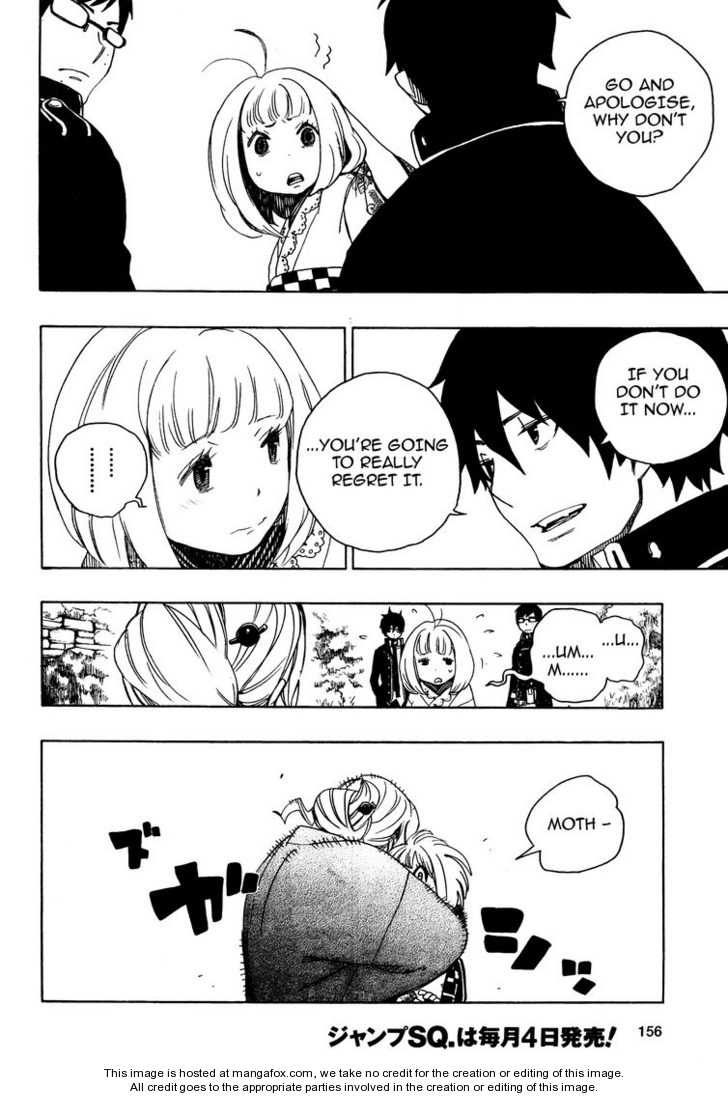 GO AND
APOLOGISE,
WHY DON'T
YOU?
IF YOU
DON'T DO
IT NOW...
...YOU'RE GOING
TO REALLY
REGRET IT.
......
......
...U...
...UM...
M......
MOTH –
ズ
ガシッ
ジャンプSQ.は毎月4日発売!
156
This image is hosted at mangafox.com, we take no credit for the creation or editing of this image.
All credit goes to the appropriate parties involved in the creation or editing of this image.